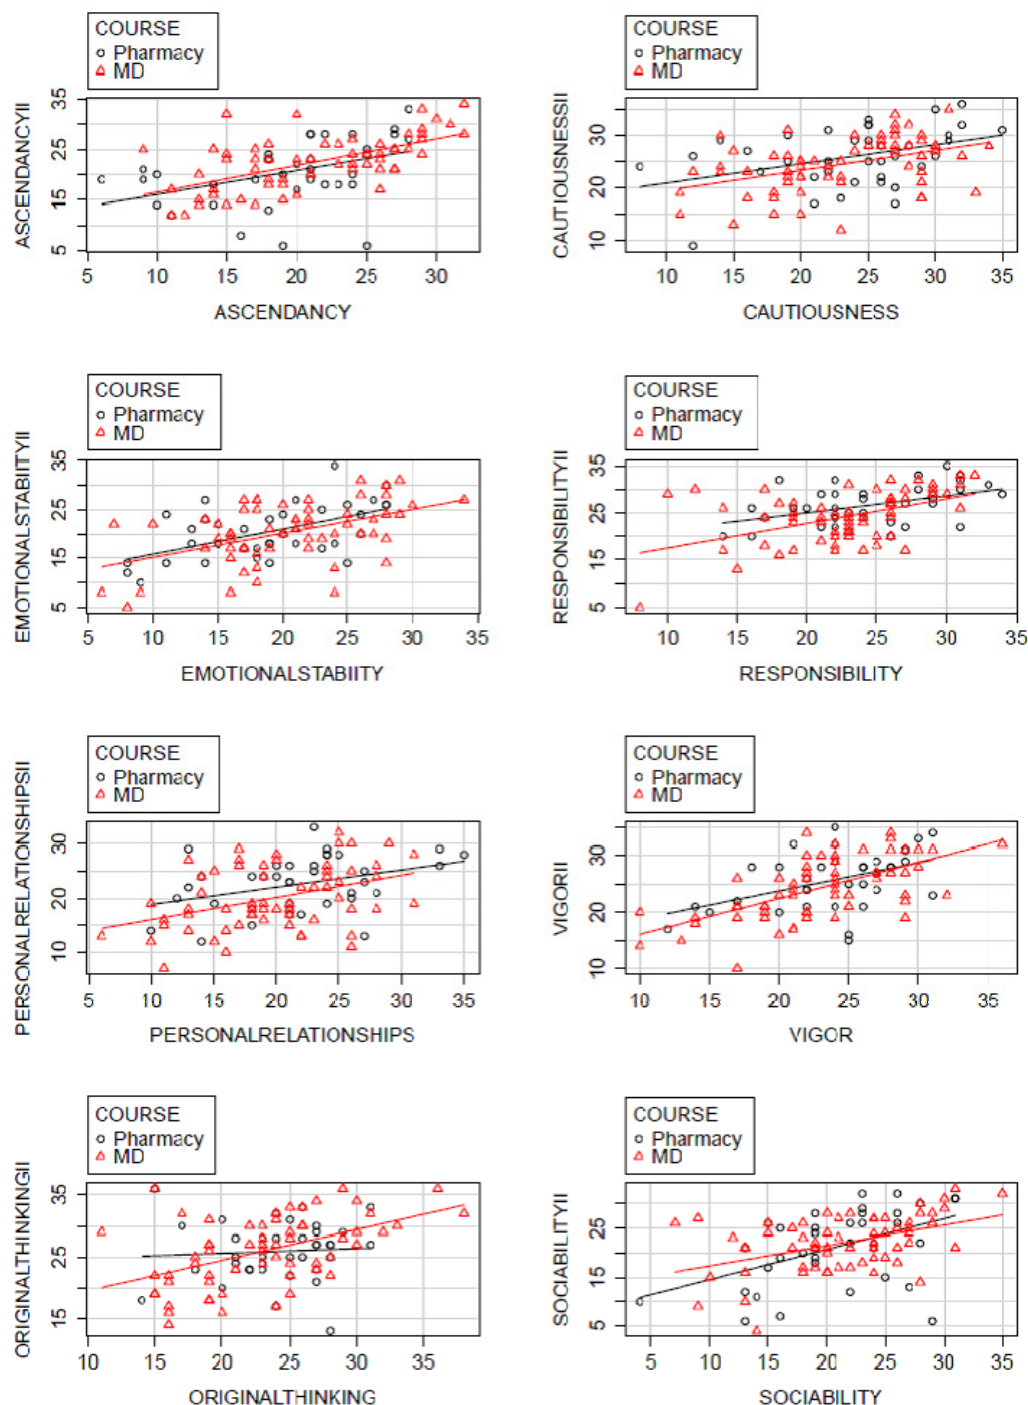 COURSE
Pharmacy
MD
ASCENDANCYII
35
25
15
5
5 10 15 20 25 30
ASCENDANCY
COURSE
Pharmacy
MD
CAUTIOUSNESSII
30
20
10
10 15 20 25 30 35
CAUTIOUSNESS
COURSE
Pharmacy
MD
EMOTIONALSTABIITYII
35
25
15
5
5 10 15 20 25 30 35
EMOTIONALSTABIITY
COURSE
Pharmacy
MD
RESPONSIBILITYII
35
25
15
5
10 15 20 25 30 35
RESPONSIBILITY
COURSE
Pharmacy
MD
PERSONALRELATIONSHIPSII
30
20
10
5 10 15 20 25 30 35
PERSONALRELATIONSHIPS
COURSE
Pharmacy
MD
VIGORII
30
20
10
10 15 20 25 30 35
VIGOR
COURSE
Pharmacy
MD
ORIGINALTHINKINGII
35
25
15
10 15 20 25 30 35
ORIGINALTHINKING
COURSE
Pharmacy
MD
SOCIABILITYII
25
15
5
5 10 15 20 25 30 35
SOCIABILITY